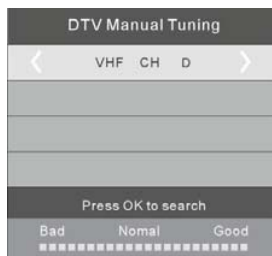 DTV Manual Tuning
VHF CH D
Press OK to search
Bad Nomal Good